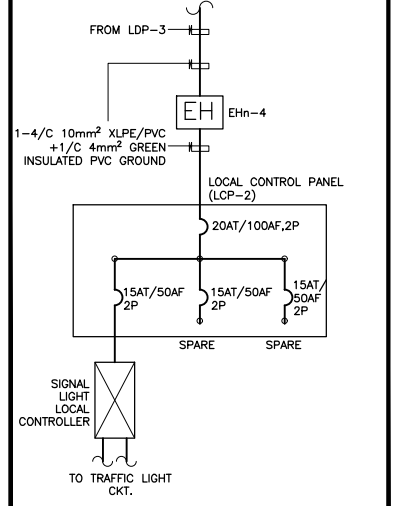 FROM LDP-3
EH
EHn-4
1-4/C 10mm² XLPE/PVC
+1/C 4mm² GREEN
INSULATED PVC GROUND
LOCAL CONTROL PANEL
(LCP-2)
20AT/100AF,2P
15AT/50AF
2P
15AT/50AF
2P
15AT/
50AF
2P
SPARE
SPARE
SIGNAL
LIGHT
LOCAL
CONTROLLER
TO TRAFFIC LIGHT
CKT.